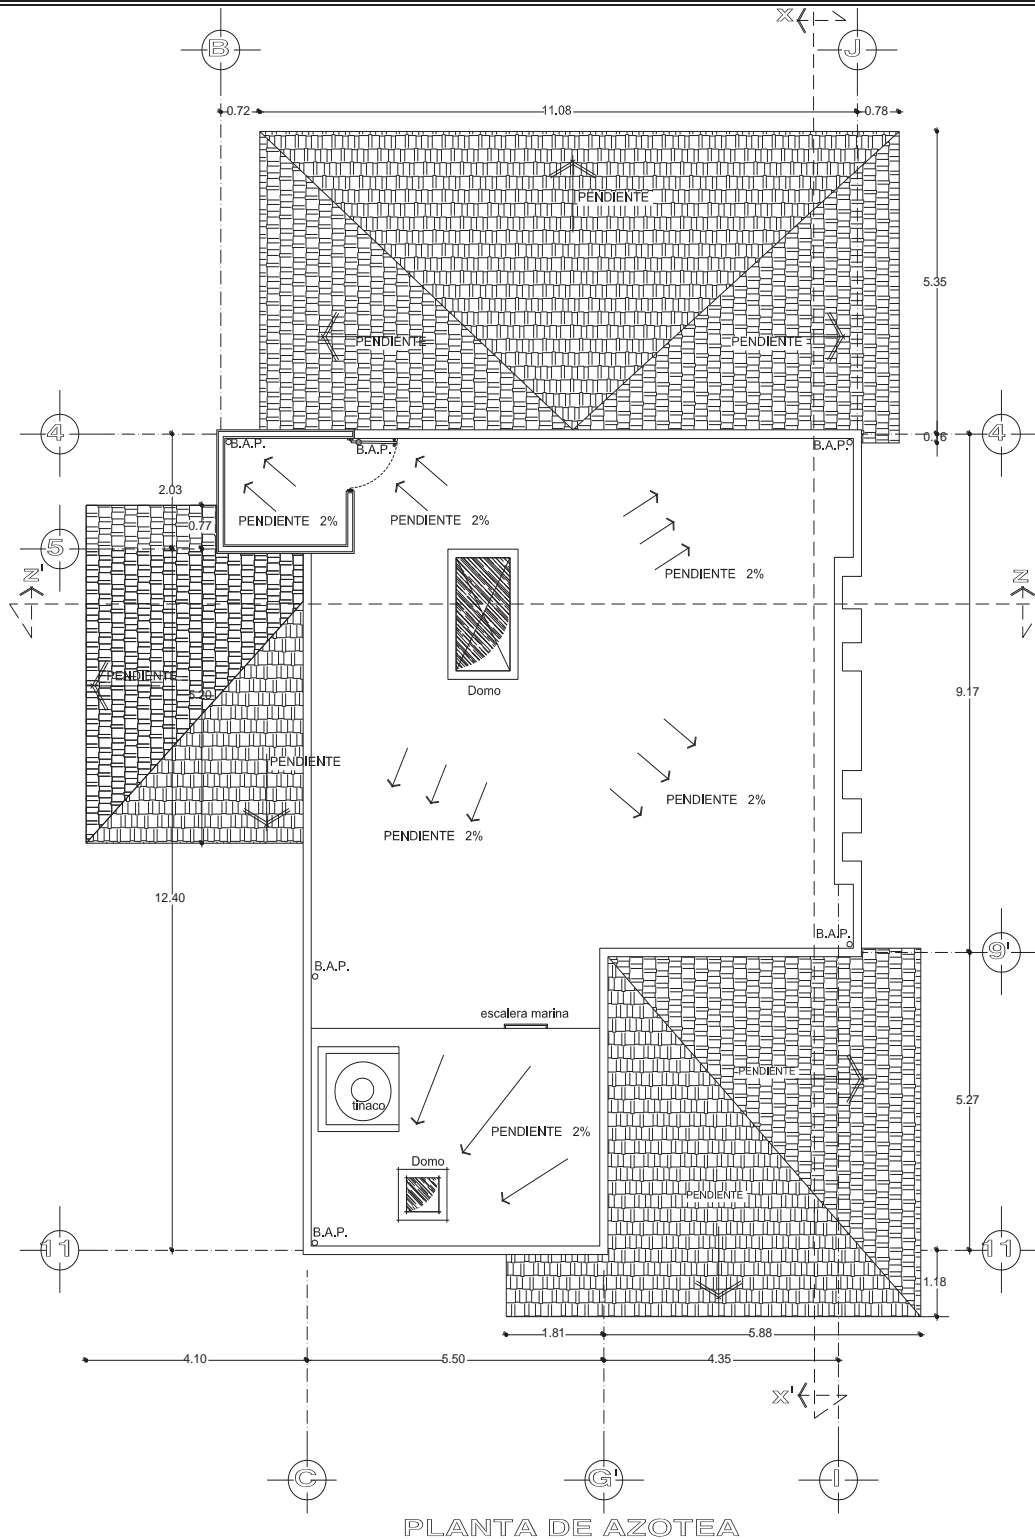 X
B
J
0.72
11.08
0.78
PENDIENTE
5.35
PENDIENTE
PENDIENTE
4
B.A.P.
B.A.P.
B.A.P.
4
2.03
PENDIENTE 2%
PENDIENTE 2%
0.77
5
PENDIENTE 2%
Z'
Z
PENDIENTE
5.20
Domo
9.17
PENDIENTE
PENDIENTE 2%
PENDIENTE 2%
12.40
B.A.P.
9'
B.A.P.
escalera marina
PENDIENTE
tinaco
5.27
PENDIENTE 2%
Domo
PENDIENTE
B.A.P.
11
11
1.18
1.81
5.88
4.10
5.50
4.35
X'
C
G'
I
PLANTA DE AZOTEA